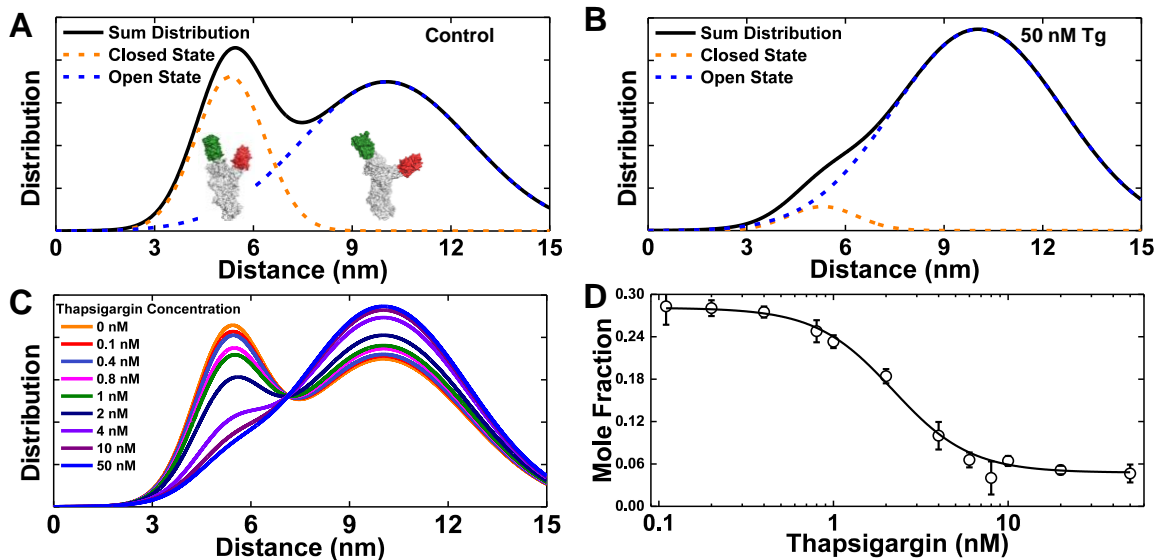 A
Sum Distribution
Closed State
Open State
Control
Distribution
0 3 6 9 12 15
Distance (nm)
B
Sum Distribution
Closed State
Open State
50 nM Tg
Distribution
0 3 6 9 12 15
Distance (nm)
C
Thapsigargin Concentration
0 nM
0.1 nM
0.4 nM
0.8 nM
1 nM
2 nM
4 nM
10 nM
50 nM
Distribution
0 3 6 9 12 15
Distance (nm)
D
Mole Fraction
0.30
0.24
0.18
0.12
0.06
0.00
0.1 1 10
Thapsigargin (nM)